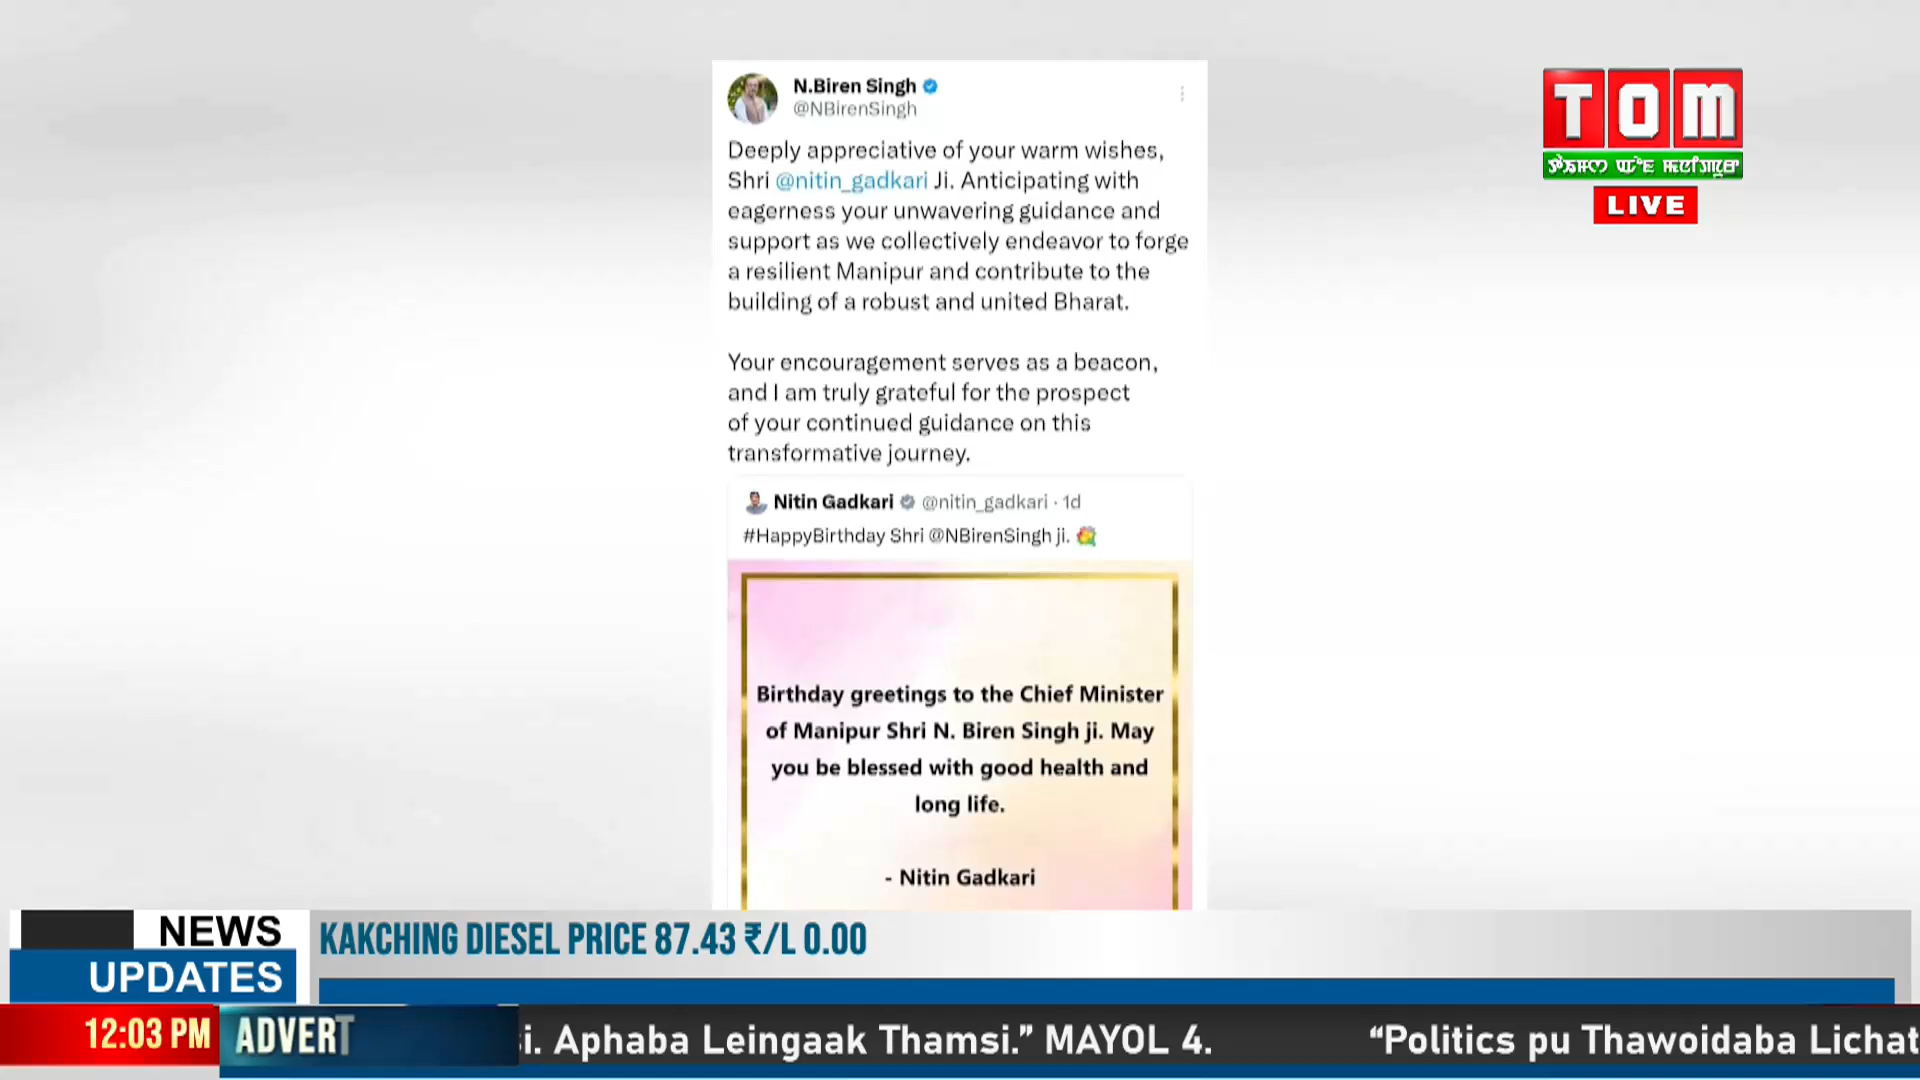 N.Biren Singh
@NBirenSingh
Deeply appreciative of your warm wishes,
Shri @nitin_gadkari Ji. Anticipating with
eagerness your unwavering guidance and
support as we collectively endeavor to forge
a resilient Manipur and contribute to the
building of a robust and united Bharat.
Your encouragement serves as a beacon,
and I am truly grateful for the prospect
of your continued guidance on this
transformative journey.
Nitin Gadkari @nitin_gadkari · 1d
#HappyBirthday Shri @NBirenSingh ji. 💐
Birthday greetings to the Chief Minister
of Manipur Shri N. Biren Singh ji. May
you be blessed with good health and
long life.
- Nitin Gadkari
TOM
LIVE
NEWS
UPDATES
KAKCHING DIESEL PRICE 87.43 ₹/L 0.00
12:03 PM
ADVERT
i. Aphaba Leingaak Thamsi.” MAYOL 4.
“Politics pu Thawoidaba Lichat